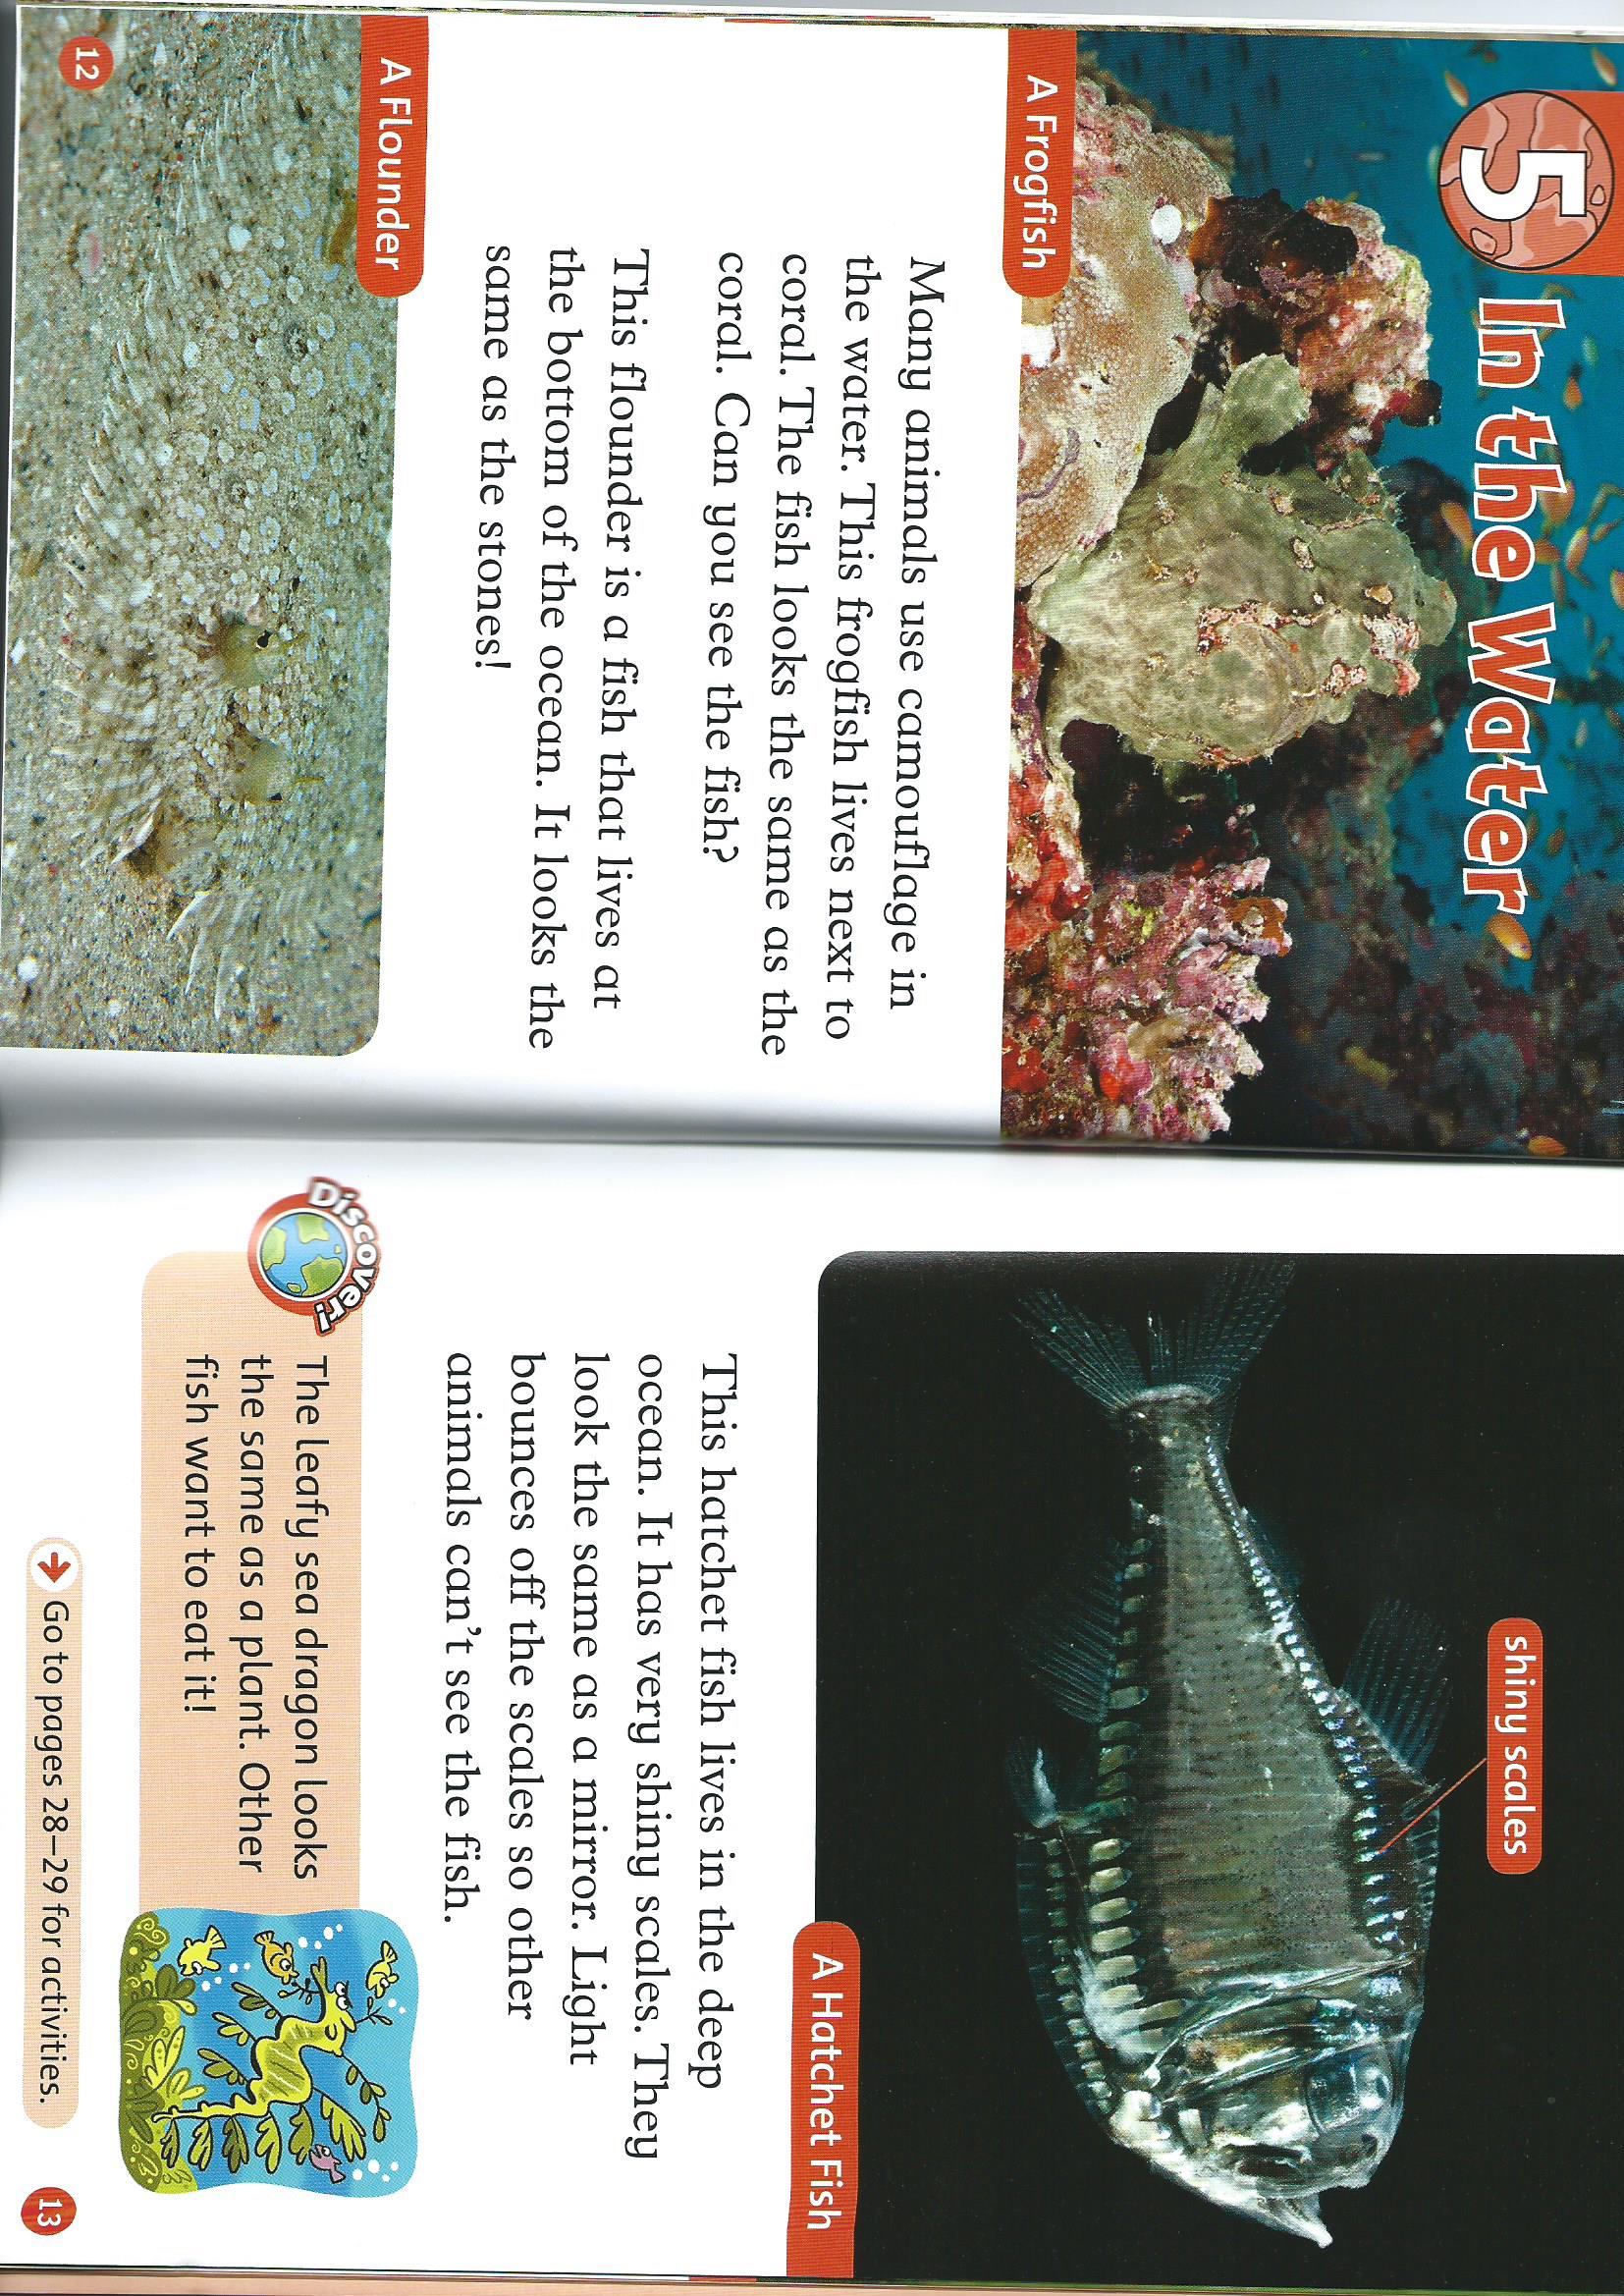 5 In the Water
A Frogfish
Many animals use camouflage in
the water. This frogfish lives next to
coral. The fish looks the same as the
coral. Can you see the fish?
This flounder is a fish that lives at
the bottom of the ocean. It looks the
same as the stones!
A Flounder
12
shiny scales
A Hatchet Fish
This hatchet fish lives in the deep
ocean. It has very shiny scales. They
look the same as a mirror. Light
bounces off the scales so other
animals can't see the fish.
Discover!
The leafy sea dragon looks
the same as a plant. Other
fish want to eat it!
Go to pages 28–29 for activities.
13